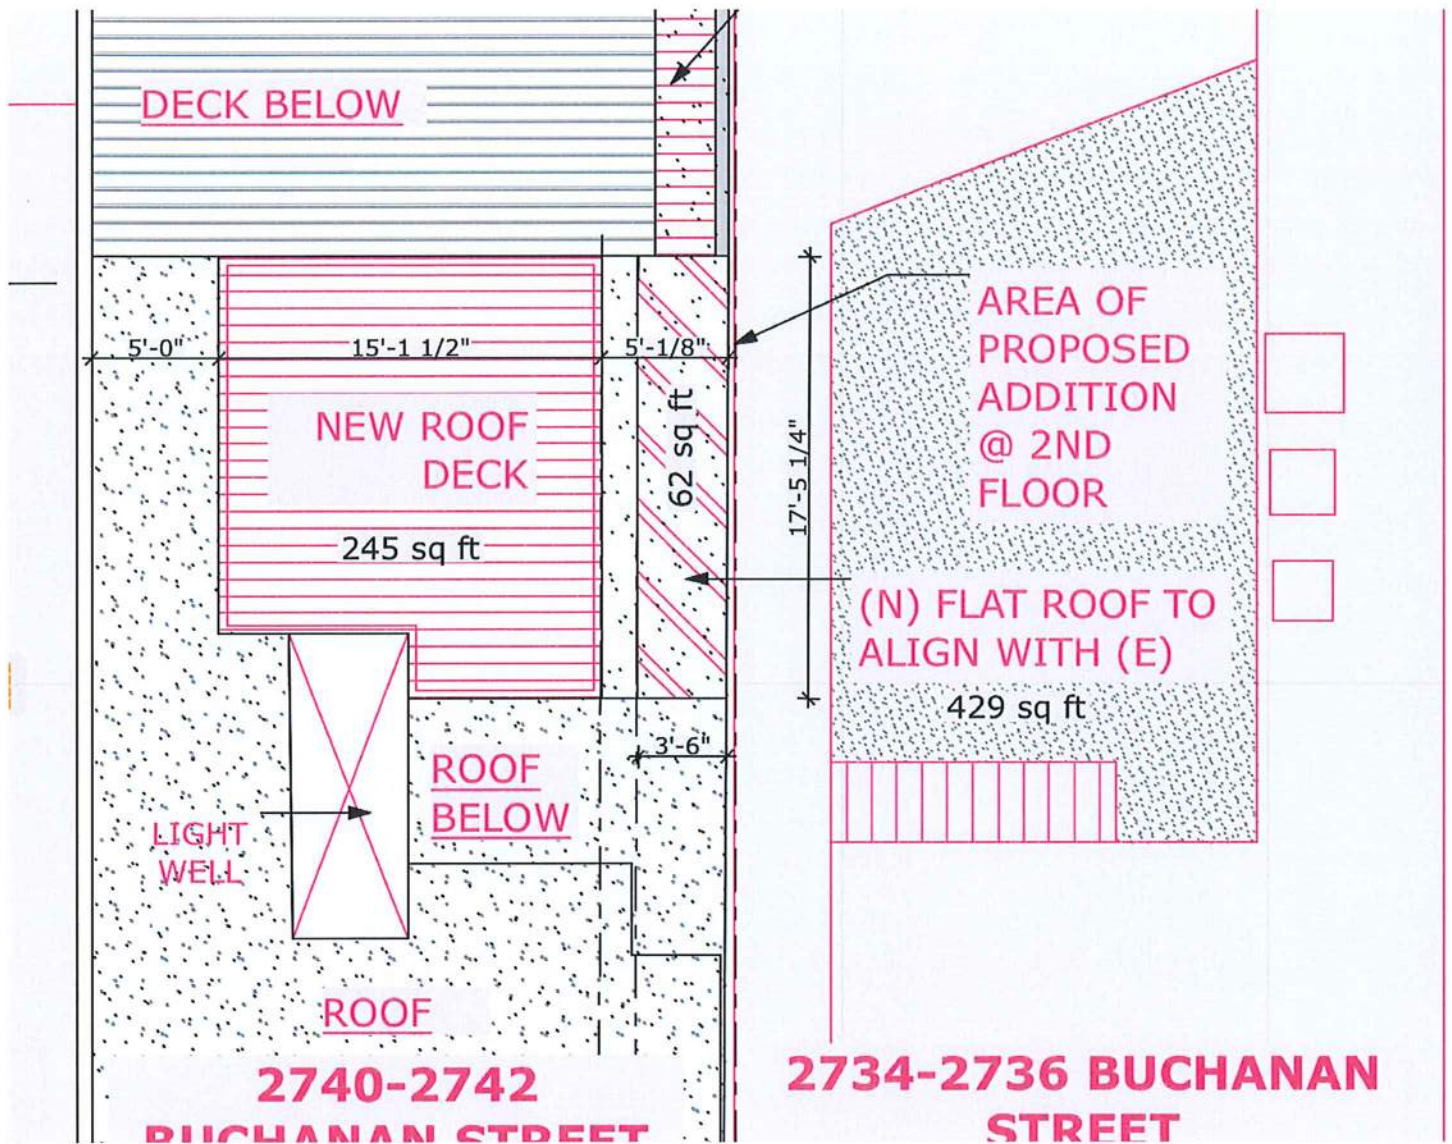 DECK BELOW
5'-0"
15'-1 1/2"
5'-1/8"
NEW ROOF
DECK
245 sq ft
62 sq ft
17'-5 1/4"
AREA OF
PROPOSED
ADDITION
@ 2ND
FLOOR
(N) FLAT ROOF TO
ALIGN WITH (E)
429 sq ft
3'-6"
ROOF
BELOW
LIGHT
WELL
ROOF
2740-2742
BUCHANAN STREET
2734-2736 BUCHANAN
STREET